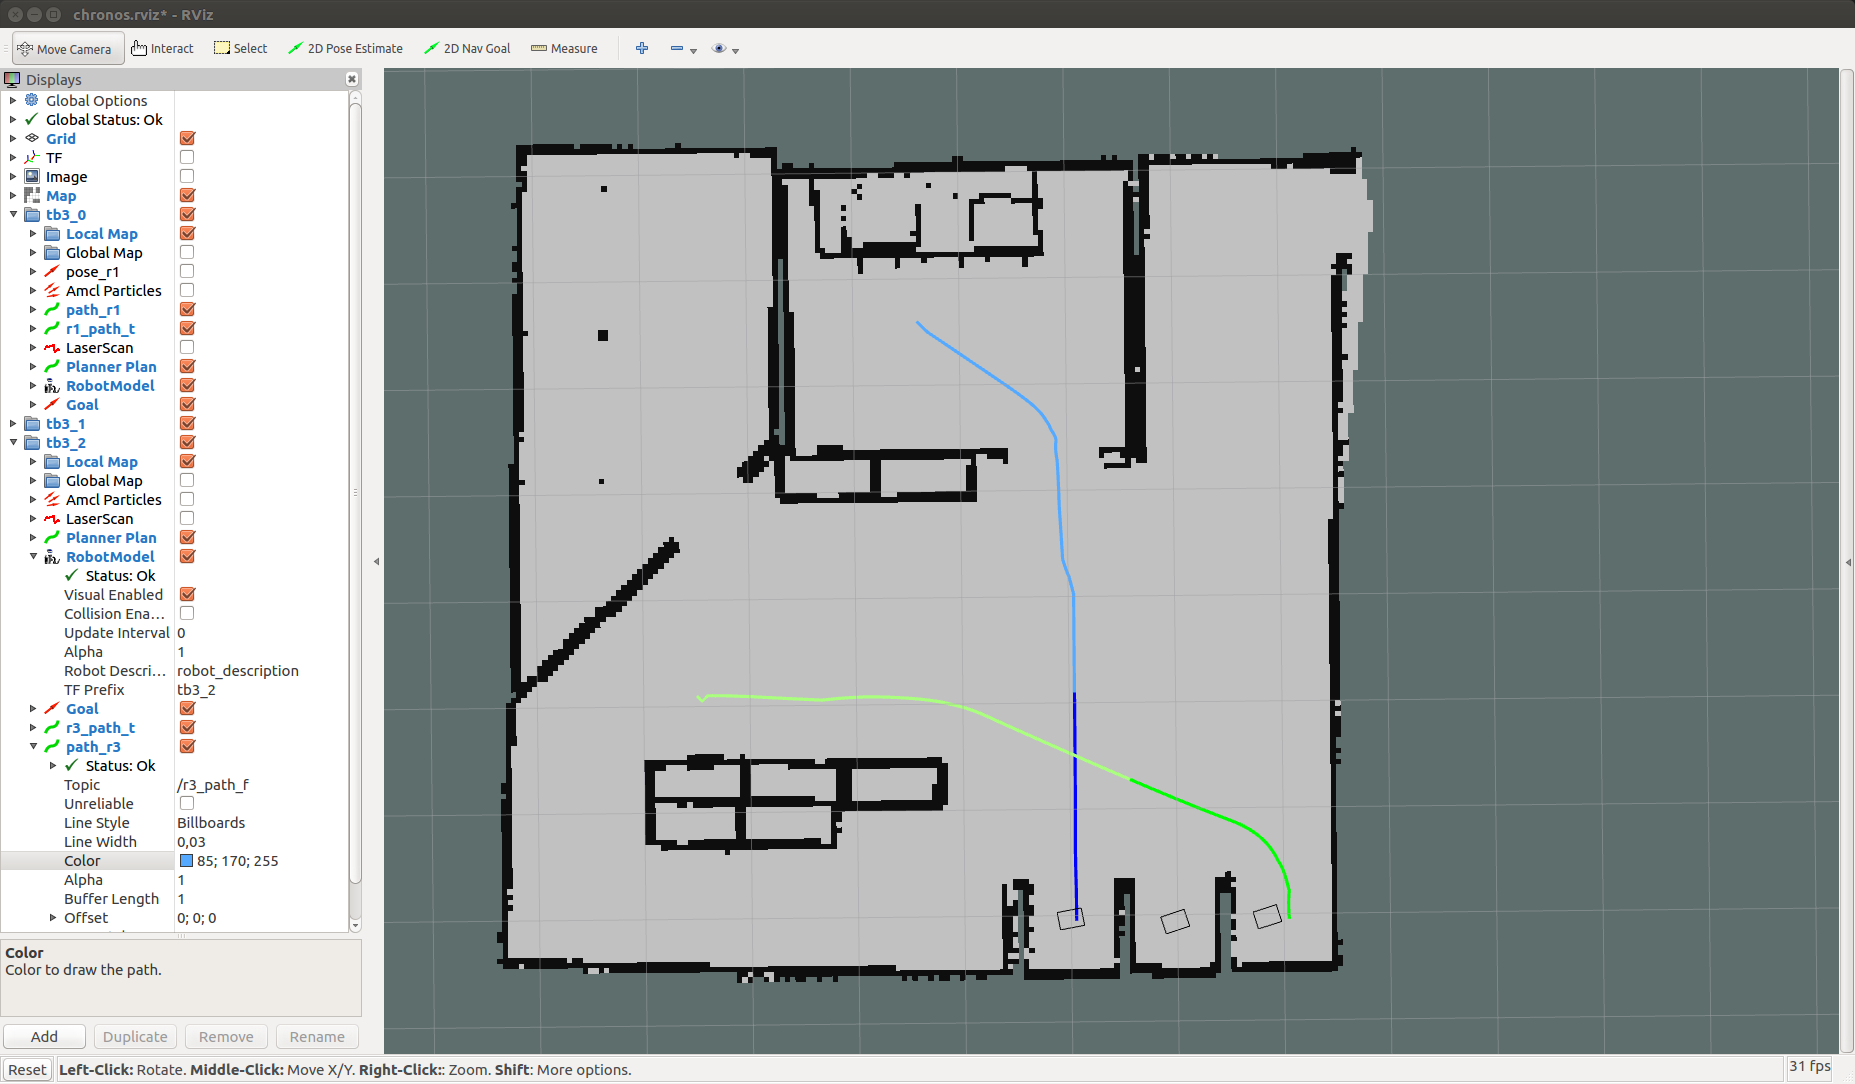 chronos.rviz* - RViz
Move Camera Interact Select 2D Pose Estimate 2D Nav Goal Measure
Displays
Global Options
Global Status: Ok
Grid
TF
Image
Map
tb3_0
Local Map
Global Map
pose_r1
Amcl Particles
path_r1
r1_path_t
LaserScan
Planner Plan
RobotModel
Goal
tb3_1
tb3_2
Local Map
Global Map
Amcl Particles
LaserScan
Planner Plan
RobotModel
Status: Ok
Visual Enabled
Collision Ena...
Update Interval 0
Alpha 1
Robot Descri... robot_description
TF Prefix tb3_2
Goal
r3_path_t
path_r3
Status: Ok
Topic /r3_path_f
Unreliable
Line Style Billboards
Line Width 0,03
Color 85; 170; 255
Alpha 1
Buffer Length 1
Offset 0; 0; 0
Color
Color to draw the path.
Add Duplicate Remove Rename
Reset Left-Click: Rotate. Middle-Click: Move X/Y. Right-Click:: Zoom. Shift: More options. 31 fps